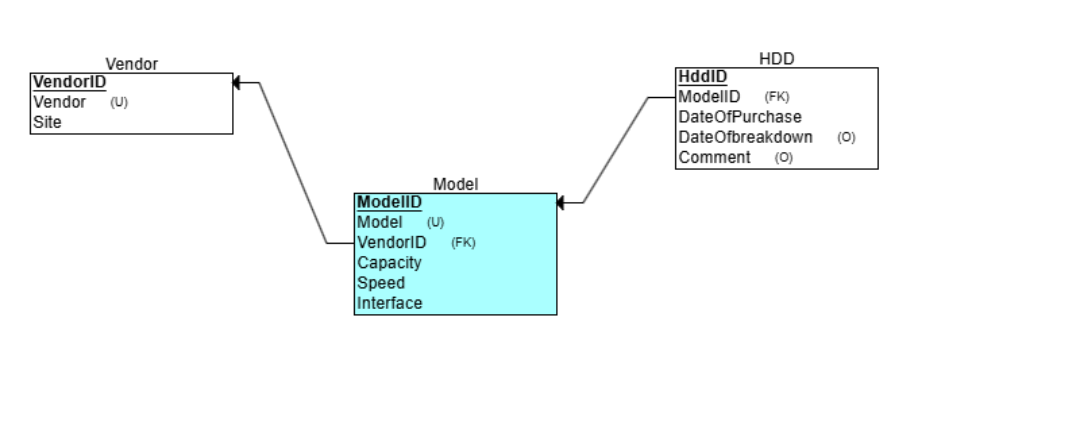 Vendor
VendorID
Vendor (U)
Site
Model
ModelID
Model (U)
VendorID (FK)
Capacity
Speed
Interface
HDD
HddID
ModelID (FK)
DateOfPurchase
DateOfbreakdown (O)
Comment (O)